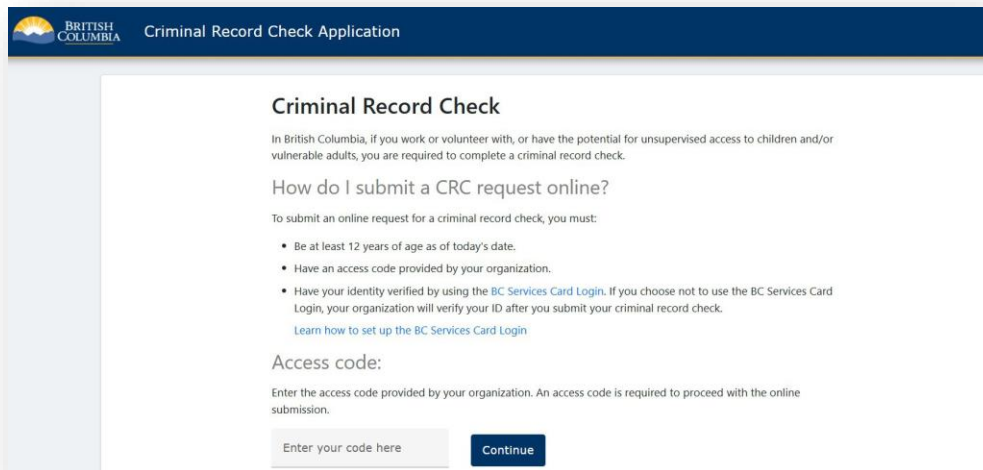 BRITISH
COLUMBIA
Criminal Record Check Application
Criminal Record Check
In British Columbia, if you work or volunteer with, or have the potential for unsupervised access to children and/or
vulnerable adults, you are required to complete a criminal record check.
How do I submit a CRC request online?
To submit an online request for a criminal record check, you must:
• Be at least 12 years of age as of today's date.
• Have an access code provided by your organization.
• Have your identity verified by using the BC Services Card Login. If you choose not to use the BC Services Card
Login, your organization will verify your ID after you submit your criminal record check.
Learn how to set up the BC Services Card Login
Access code:
Enter the access code provided by your organization. An access code is required to proceed with the online
submission.
Enter your code here
Continue